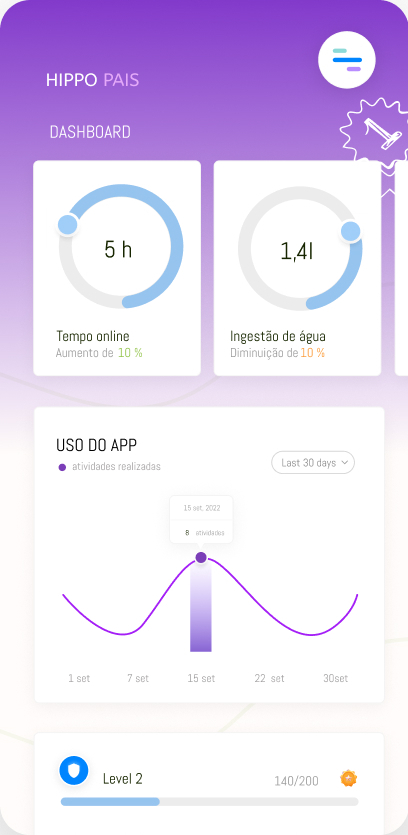 HIPPO PAIS
DASHBOARD
5 h
1,4l
Tempo online
Aumento de 10 %
Ingestão de água
Diminuição de 10 %
USO DO APP
atividades realizadas
Last 30 days
15 set, 2022
8 atividades
1 set 7 set 15 set 22 set 30set
Level 2
140/200